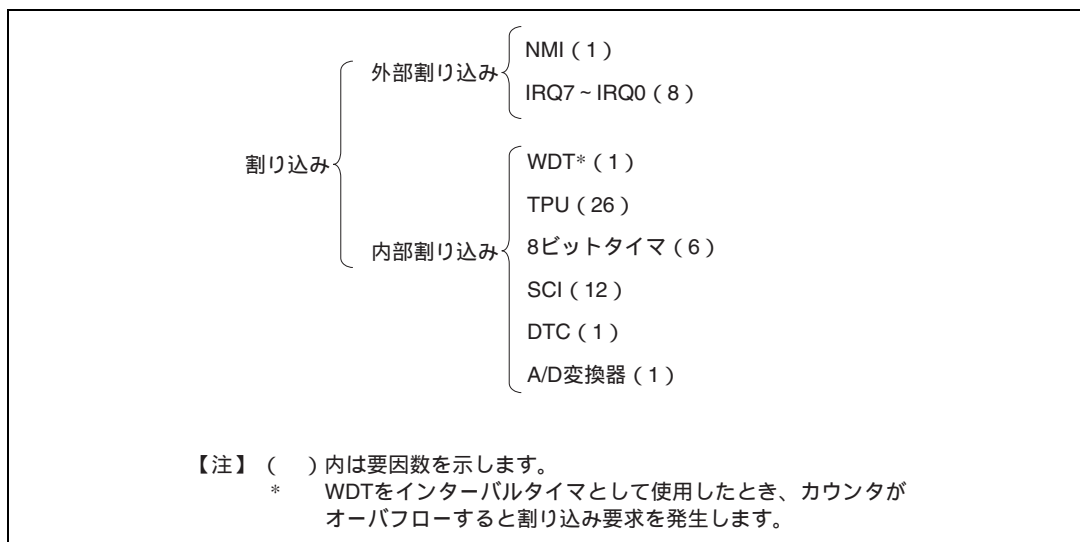 割り込み
外部割り込み
NMI（1）
IRQ7～IRQ0（8）
内部割り込み
WDT*（1）
TPU（26）
8ビットタイマ（6）
SCI（12）
DTC（1）
A/D変換器（1）
【注】（　）内は要因数を示します。
* WDTをインターバルタイマとして使用したとき、カウンタが
オーバフローすると割り込み要求を発生します。